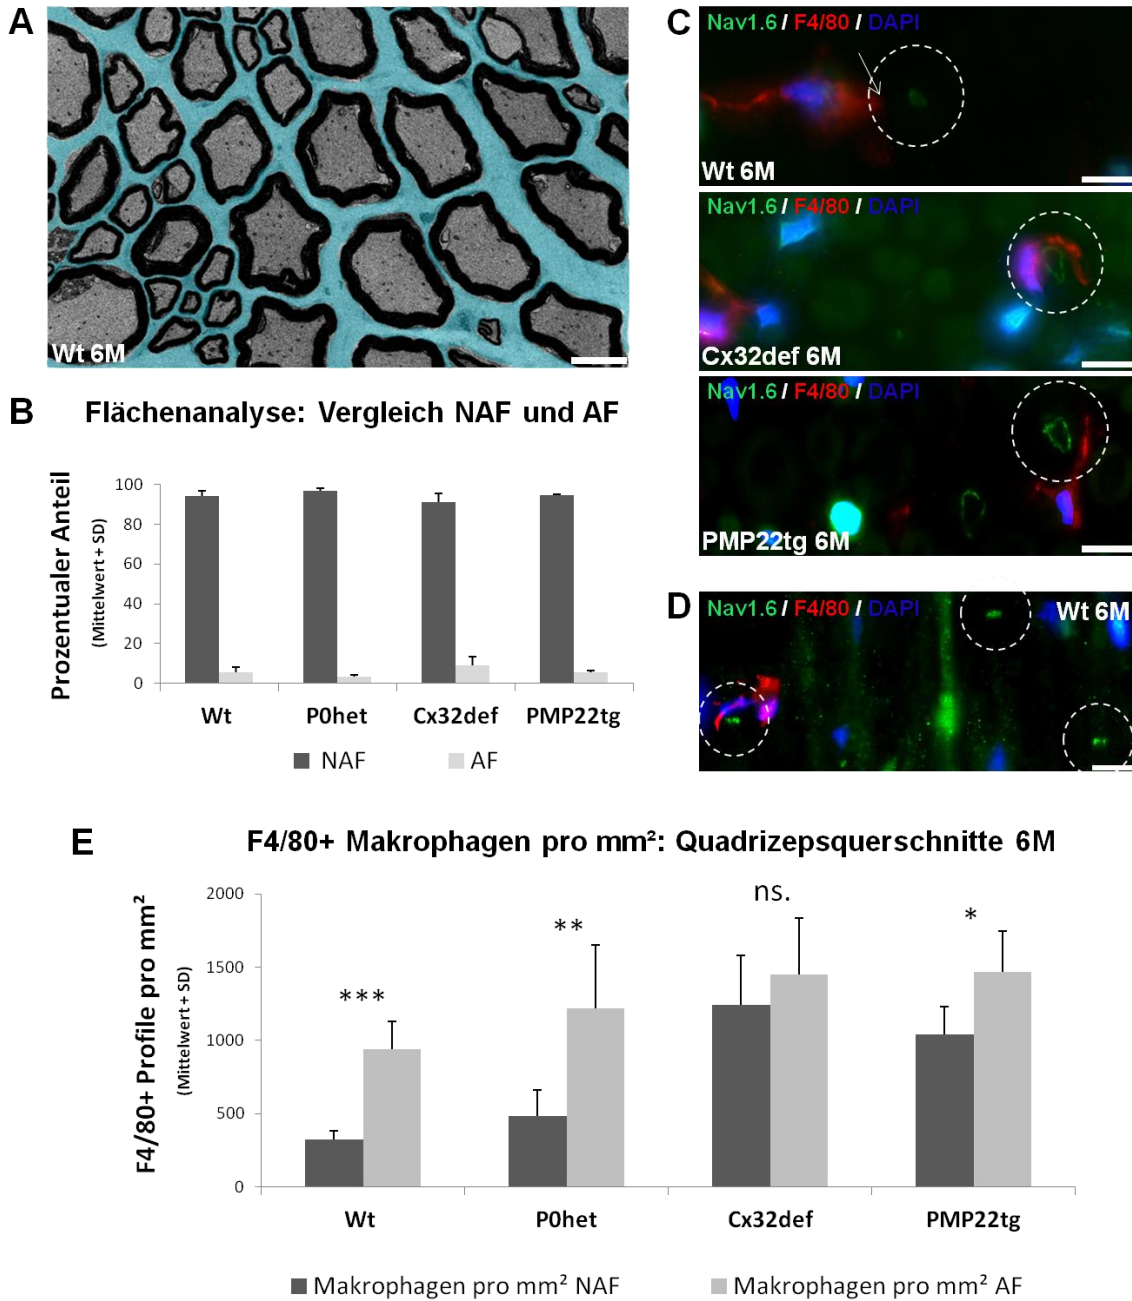 A
Wt 6M
B
Flächenanalyse: Vergleich NAF und AF
Prozentualer Anteil
(Mittelwert + SD)
100
80
60
40
20
0
Wt P0het Cx32def PMP22tg
NAF AF
C
Nav1.6 / F4/80 / DAPI
Wt 6M
Nav1.6 / F4/80 / DAPI
Cx32def 6M
Nav1.6 / F4/80 / DAPI
PMP22tg 6M
D
Nav1.6 / F4/80 / DAPI Wt 6M
E
F4/80+ Makrophagen pro mm²: Quadrizepsquerschnitte 6M
F4/80+ Profile pro mm²
(Mittelwert + SD)
2000
1500
1000
500
0
*** ** ns. *
Wt P0het Cx32def PMP22tg
Makrophagen pro mm² NAF Makrophagen pro mm² AF